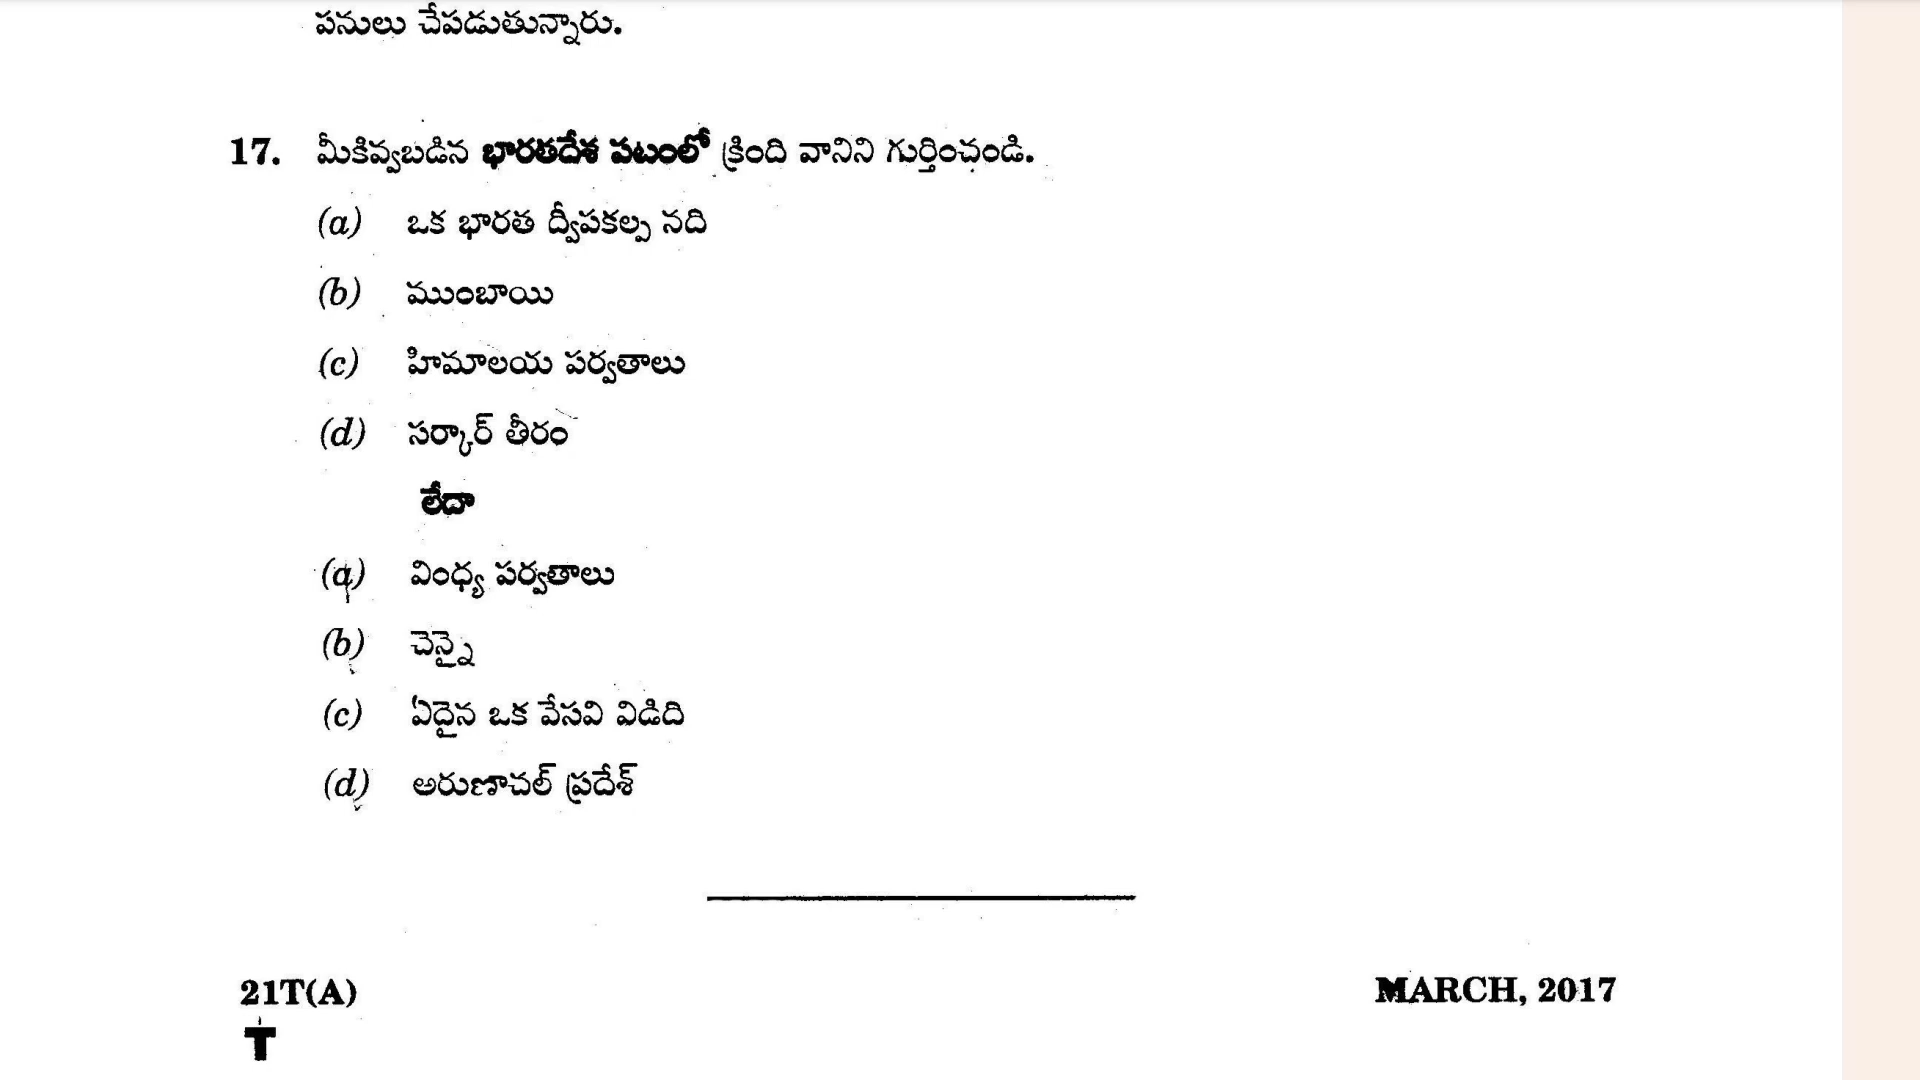 పనులు చేపడుతున్నారు.
17. మీకివ్వబడిన భారతదేశ పటంలో క్రింది వానిని గుర్తించండి.
(a) ఒక భారత ద్వీపకల్ప నది
(b) ముంబాయి
(c) హిమాలయ పర్వతాలు
(d) సర్కార్ తీరం
లేదా
(a) వింధ్య పర్వతాలు
(b) చెన్నై
(c) ఏదైన ఒక వేసవి విడిది
(d) అరుణాచల్ ప్రదేశ్
21T(A) MARCH, 2017
T